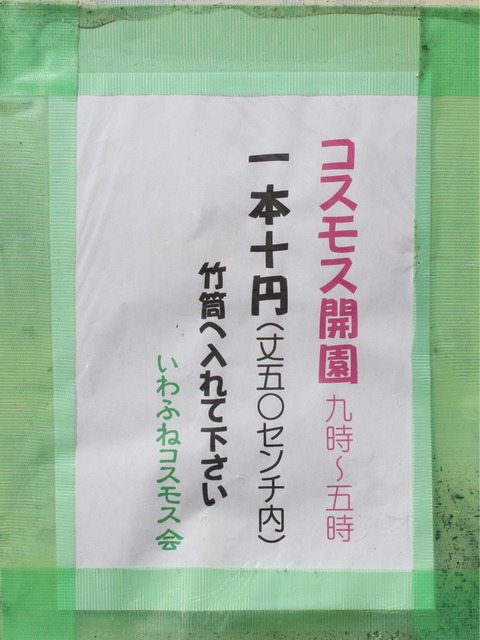 コスモス開園 九時～五時
一本十円(丈五〇センチ内)
竹筒へ入れて下さい
いわふねコスモス会